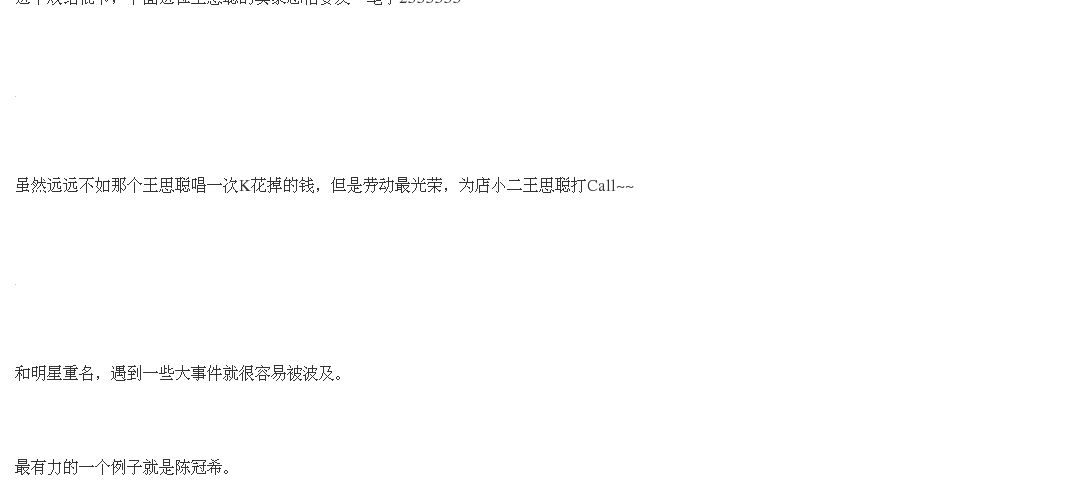 虽然远远不如那个王思聪唱一次K花掉的钱，但是劳动最光荣，为店小二王思聪打Call~~
和明星重名，遇到一些大事件就很容易被波及。
最有力的一个例子就是陈冠希。